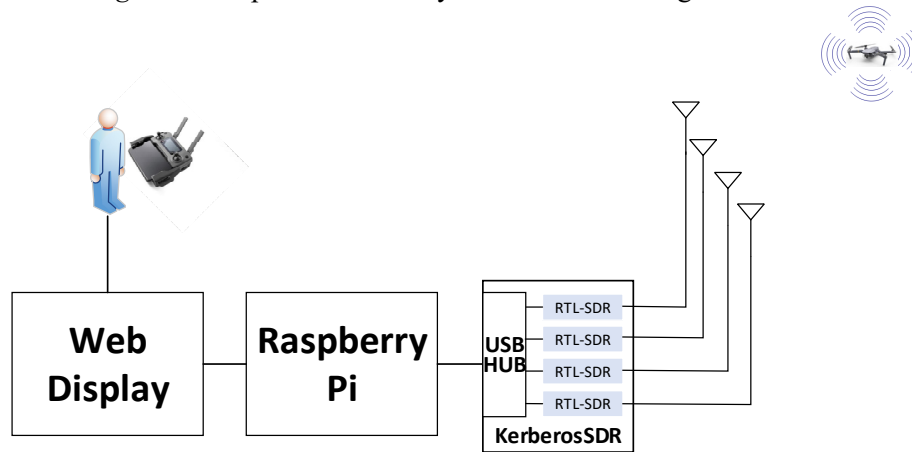 Web
Display
Raspberry
Pi
USB
HUB
RTL-SDR
RTL-SDR
RTL-SDR
RTL-SDR
KerberosSDR